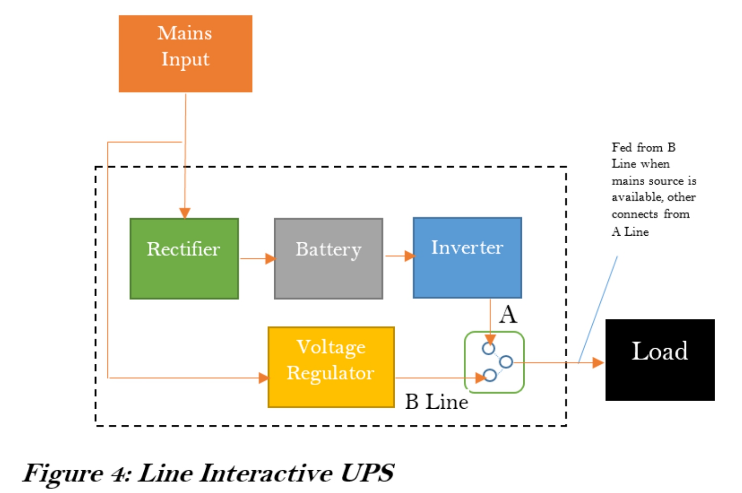 Mains
Input
Fed from B
Line when
mains source is
available, other
connects from
A Line
Rectifier
Battery
Inverter
A
Voltage
Regulator
B Line
Load
Figure 4: Line Interactive UPS